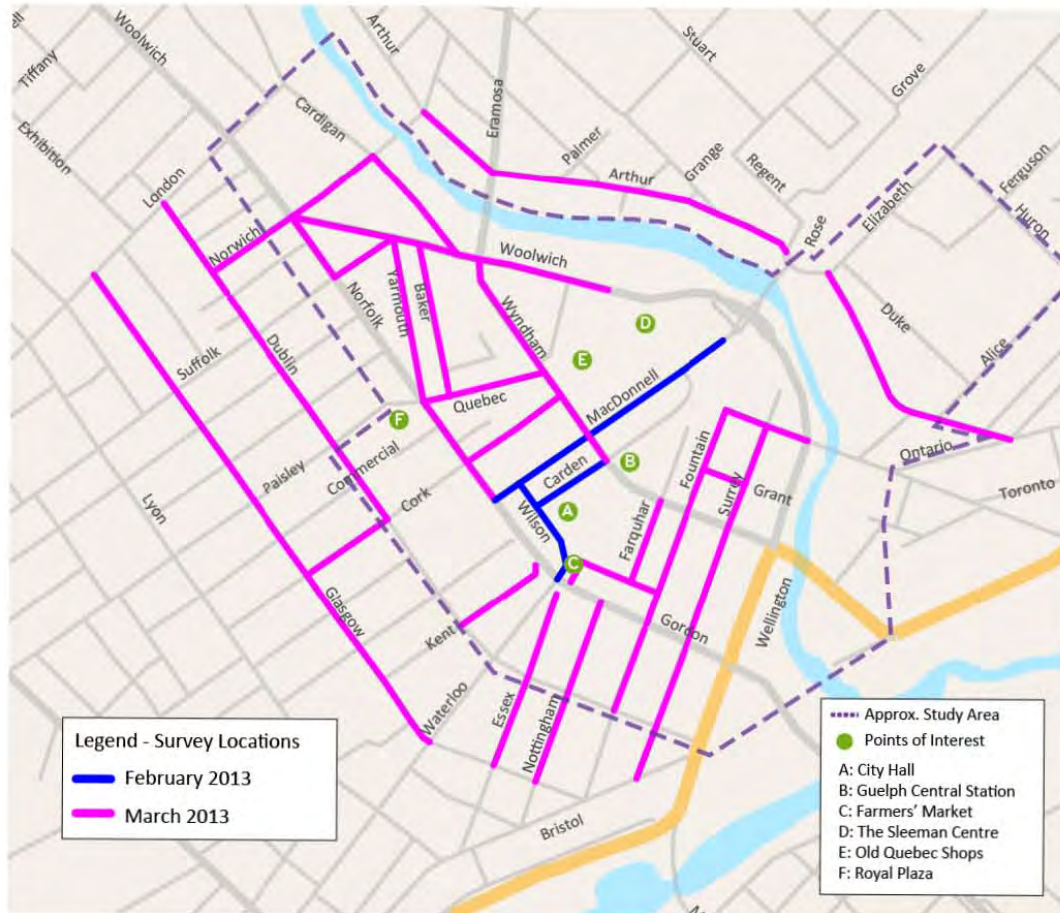 Woolwich
Arthur
Stuart
Tiffany
Exhibition
Cardigan
Eramosa
Palmer
Grove
Arthur
Grange
Regent
Ferguson
London
Elizabeth
Huron
Rose
Norwich
Woolwich
Norfolk
Yarmouth
Baker
Duke
Wyndham
D
Alice
Suffolk
Dublin
E
MacDonnell
Quebec
F
Commercial
Paisley
Carden
B
Fountain
Ontario
Lyon
Cork
Wilson
A
Surrey
Grant
Toronto
Farquhar
C
Glasgow
Kent
Gordon
Wellington
Waterloo
Essex
Nottingham
Bristol
Legend - Survey Locations
February 2013
March 2013
Approx. Study Area
Points of Interest
A: City Hall
B: Guelph Central Station
C: Farmers' Market
D: The Sleeman Centre
E: Old Quebec Shops
F: Royal Plaza